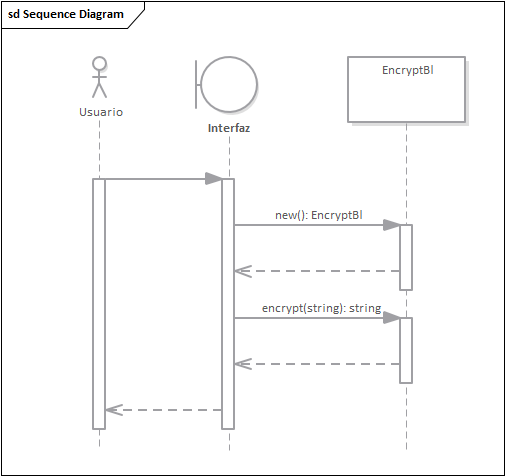 sd Sequence Diagram
Usuario
Interfaz
EncryptBl
new(): EncryptBl
encrypt(string): string